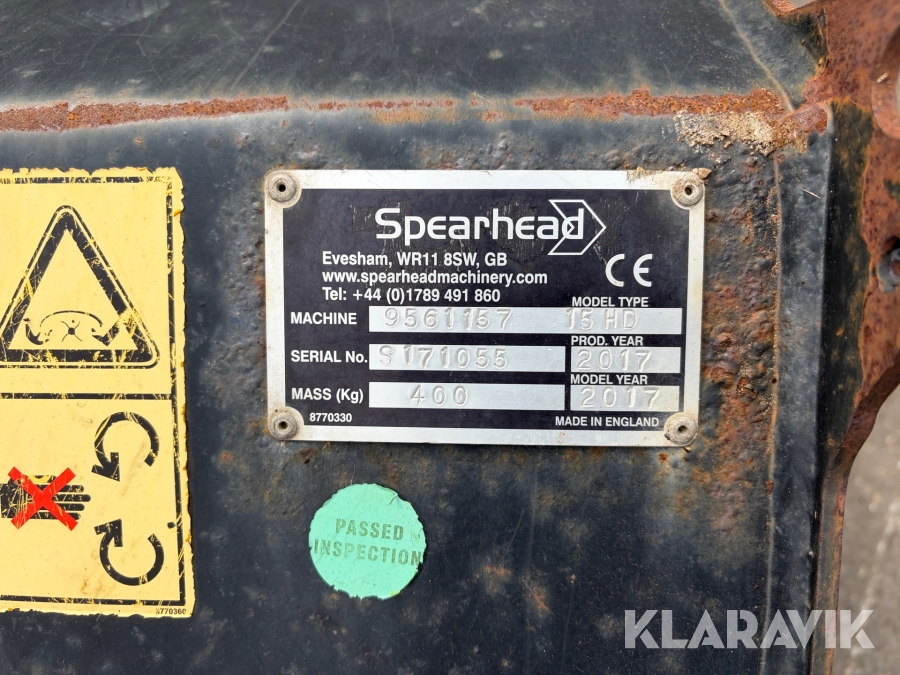 Spearhead
Evesham, WR11 8SW, GB
www.spearheadmachinery.com
Tel: +44 (0)1789 491 860
CE
MODEL TYPE
MACHINE 9561157 15HD
PROD. YEAR
SERIAL No. S171055 2017
MODEL YEAR
MASS (Kg) 400 2017
8770330 MADE IN ENGLAND
PASSED
INSPECTION
8770360
KLARAVIK